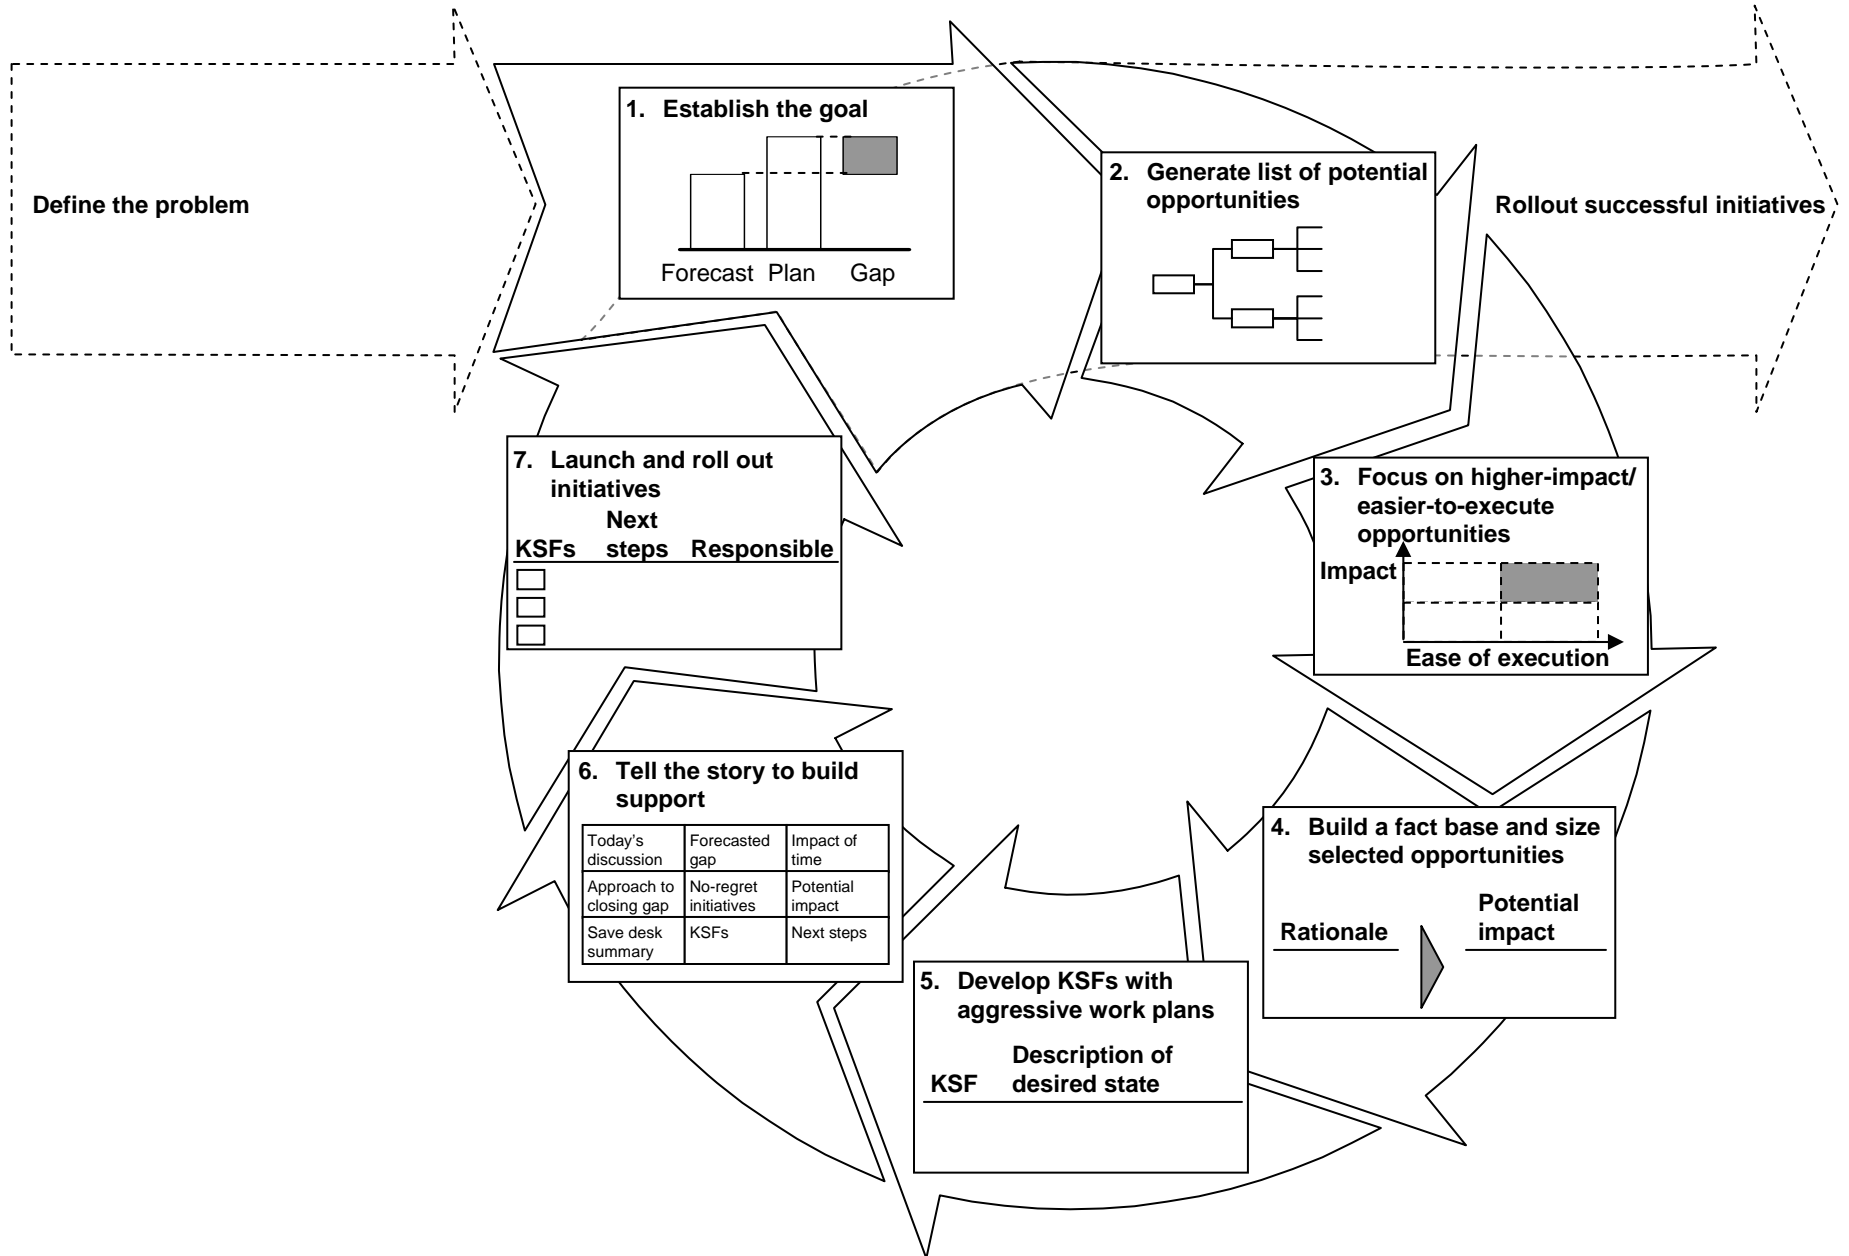 Define the problem
1. Establish the goal
Forecast Plan Gap
2. Generate list of potential
opportunities
Rollout successful initiatives
3. Focus on higher-impact/
easier-to-execute
opportunities
Impact
Ease of execution
4. Build a fact base and size
selected opportunities
Rationale
Potential
impact
5. Develop KSFs with
aggressive work plans
KSF
Description of
desired state
6. Tell the story to build
support
Today’s
discussion
Forecasted
gap
Impact of
time
Approach to
closing gap
No-regret
initiatives
Potential
impact
Save desk
summary
KSFs
Next steps
7. Launch and roll out
initiatives
KSFs
Next
steps
Responsible